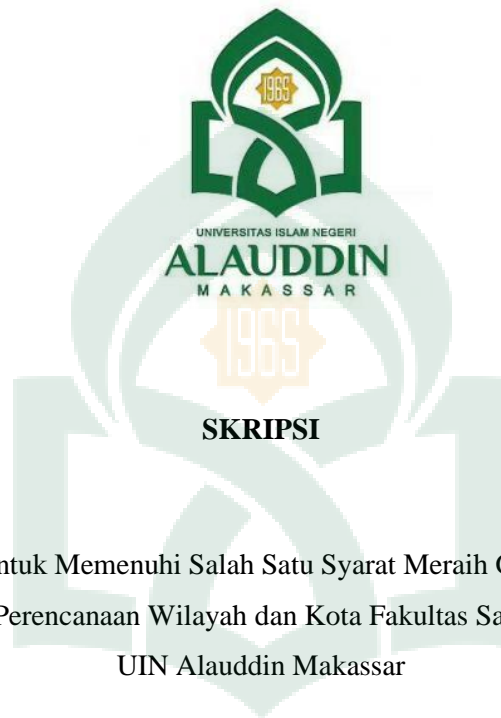 1965
UNIVERSITAS ISLAM NEGERI
ALAUDDIN
MAKASSAR
1965
SKRIPSI
ntuk Memenuhi Salah Satu Syarat Meraih
Perencanaan Wilayah dan Kota Fakultas Sa
UIN Alauddin Makassar